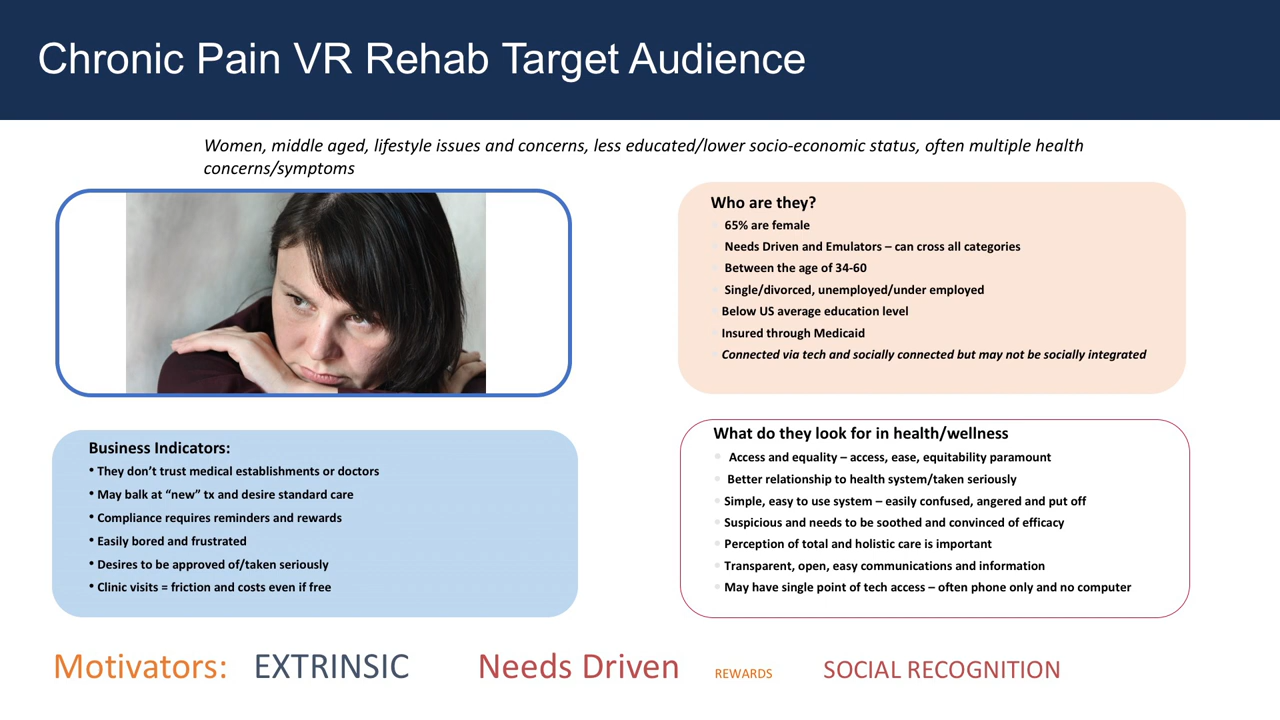 Chronic Pain VR Rehab Target Audience
Women, middle aged, lifestyle issues and concerns, less educated/lower socio-economic status, often multiple health
concerns/symptoms
Who are they?
65% are female
Needs Driven and Emulators – can cross all categories
Between the age of 34-60
Single/divorced, unemployed/under employed
Below US average education level
Insured through Medicaid
Connected via tech and socially connected but may not be socially integrated
Business Indicators:
• They don’t trust medical establishments or doctors
• May balk at “new” tx and desire standard care
• Compliance requires reminders and rewards
• Easily bored and frustrated
• Desires to be approved of/taken seriously
• Clinic visits = friction and costs even if free
What do they look for in health/wellness
• Access and equality – access, ease, equitability paramount
• Better relationship to health system/taken seriously
• Simple, easy to use system – easily confused, angered and put off
• Suspicious and needs to be soothed and convinced of efficacy
• Perception of total and holistic care is important
• Transparent, open, easy communications and information
• May have single point of tech access – often phone only and no computer
Motivators: EXTRINSIC Needs Driven REWARDS SOCIAL RECOGNITION